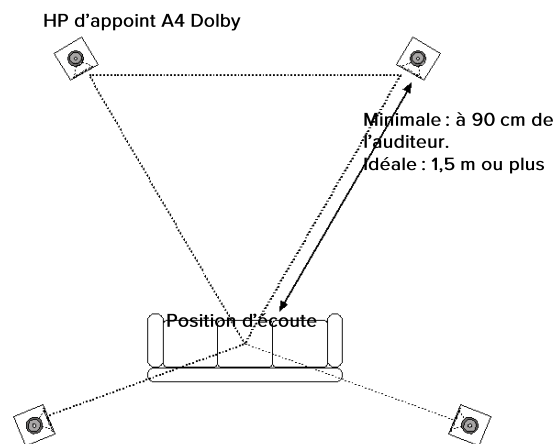 HP d'appoint A4 Dolby
Minimale : à 90 cm de
l'auditeur.
Idéale : 1,5 m ou plus
Position d'écoute